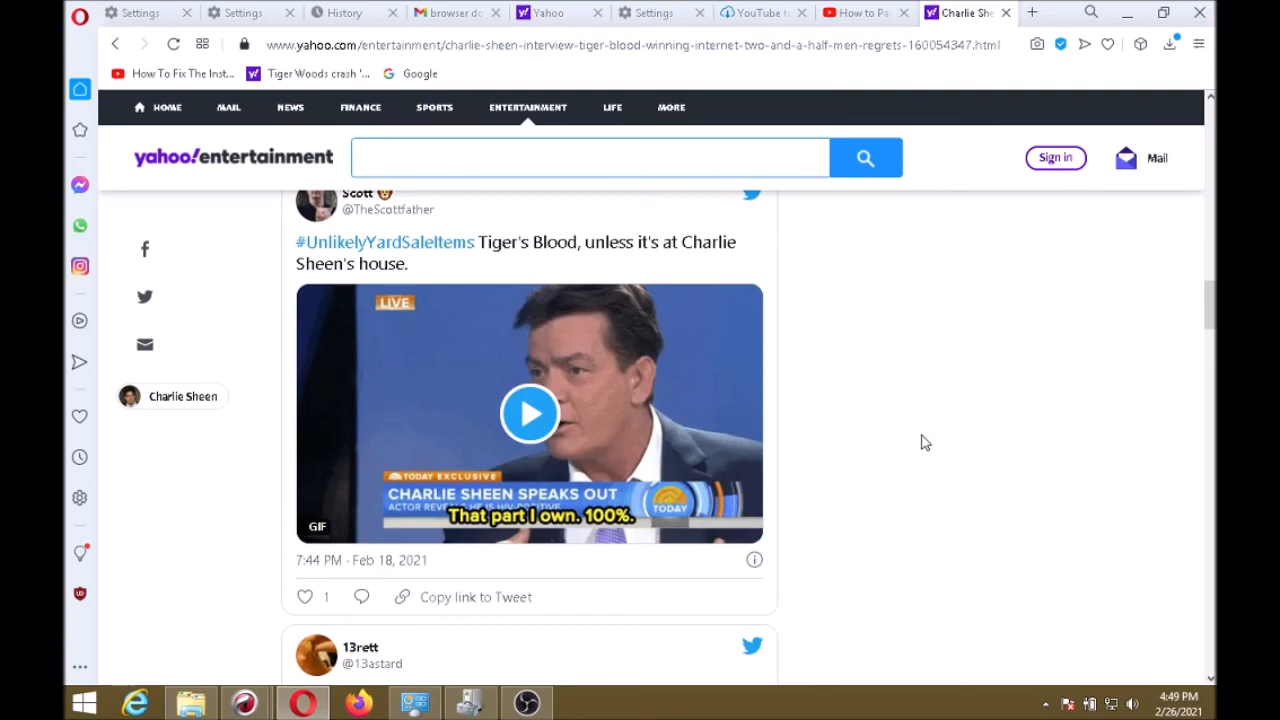 Settings
Settings
History
browser do
Yahoo
Settings
YouTube t
How to Pa
Charlie She
www.yahoo.com/entertainment/charlie-sheen-interview-tiger-blood-winning-internet-two-and-a-half-men-regrets-160054347.html
How To Fix The Inst...
Tiger Woods crash '...
Google
HOME
MAIL
NEWS
FINANCE
SPORTS
ENTERTAINMENT
LIFE
MORE
yahoo!entertainment
Sign in
Mail
Scott
@TheScottfather
#UnlikelyYardSaleItems Tiger's Blood, unless it's at Charlie
Sheen's house.
LIVE
TODAY EXCLUSIVE
CHARLIE SHEEN SPEAKS OUT
TODAY
That part I own. 100%.
GIF
Charlie Sheen
7:44 PM · Feb 18, 2021
1
Copy link to Tweet
13rett
@13astard
4:49 PM
2/26/2021